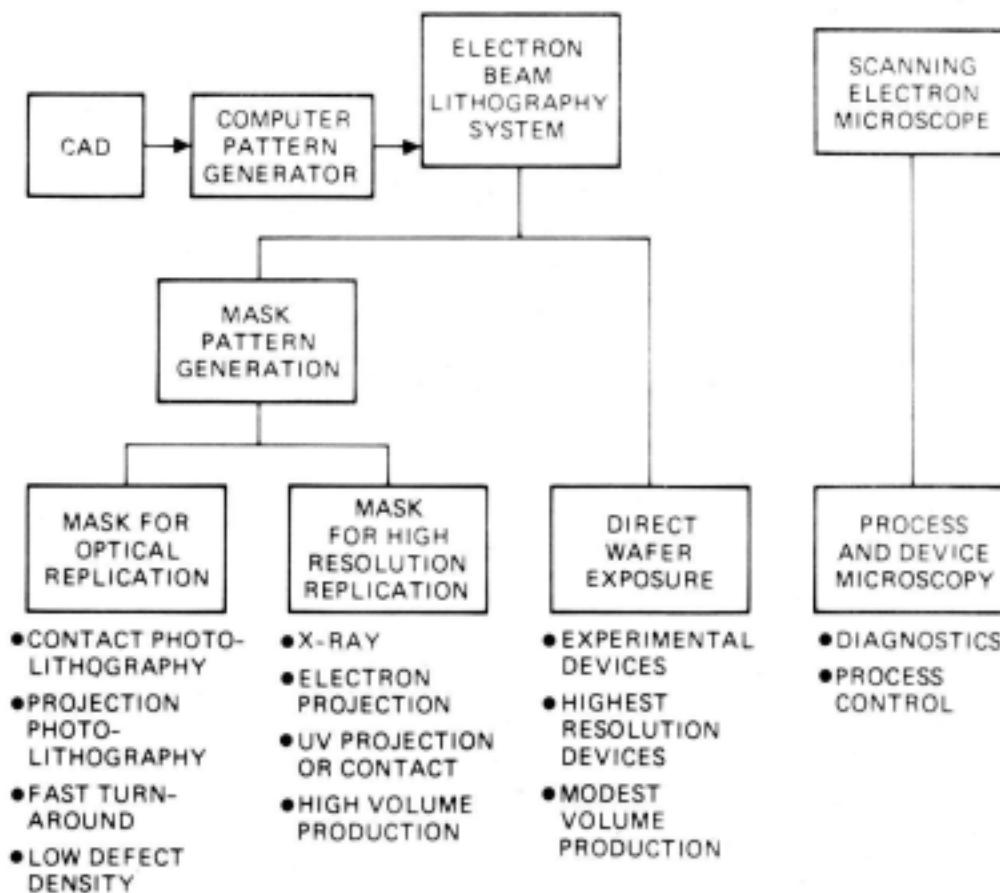 CAD
COMPUTER
PATTERN
GENERATOR
ELECTRON
BEAM
LITHOGRAPHY
SYSTEM
SCANNING
ELECTRON
MICROSCOPE
MASK
PATTERN
GENERATION
MASK FOR
OPTICAL
REPLICATION
●CONTACT PHOTO-
LITHOGRAPHY
●PROJECTION
PHOTO-
LITHOGRAPHY
●FAST TURN-
AROUND
●LOW DEFECT
DENSITY
MASK
FOR HIGH
RESOLUTION
REPLICATION
●X-RAY
●ELECTRON
PROJECTION
●UV PROJECTION
OR CONTACT
●HIGH VOLUME
PRODUCTION
DIRECT
WAFER
EXPOSURE
●EXPERIMENTAL
DEVICES
●HIGHEST
RESOLUTION
DEVICES
●MODEST
VOLUME
PRODUCTION
PROCESS
AND DEVICE
MICROSCOPY
●DIAGNOSTICS
●PROCESS
CONTROL